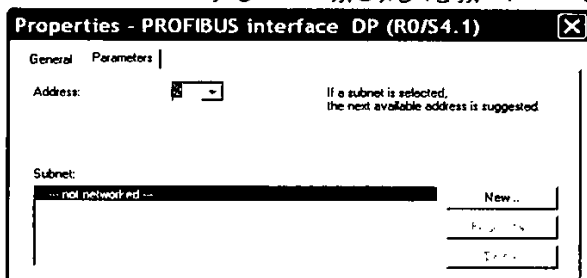 Properties - PROFIBUS interface DP (R0/S4.1)
General Parameters
Address:
If a subnet is selected,
the next available address is suggested.
Subnet:
--- not networked ---
New...